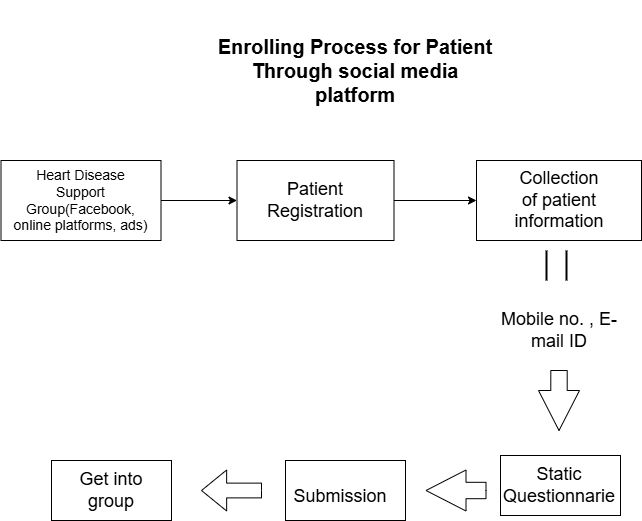 Enrolling Process for Patient
Through social media
platform
Heart Disease
Support
Group(Facebook,
online platforms, ads)
Patient
Registration
Collection
of patient
information
Mobile no. , E-
mail ID
Static
Questionnarie
Submission
Get into
group